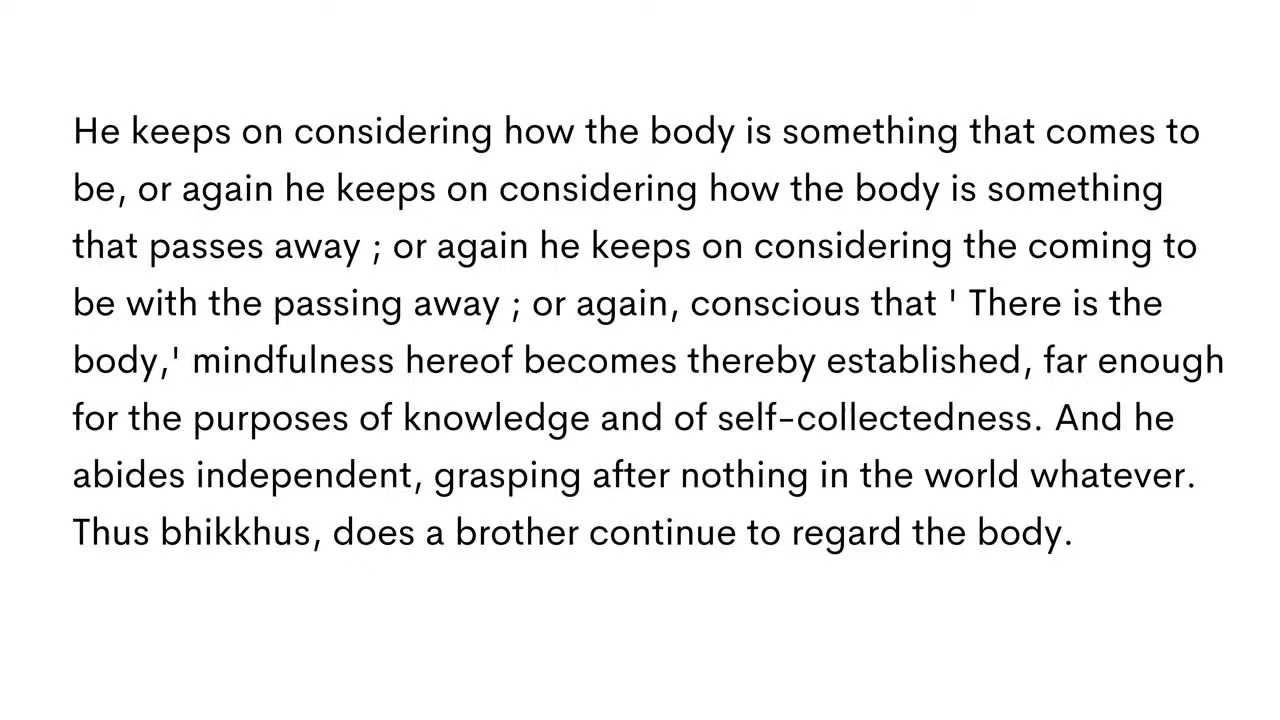 He keeps on considering how the body is something that comes to
be, or again he keeps on considering how the body is something
that passes away ; or again he keeps on considering the coming to
be with the passing away ; or again, conscious that ' There is the
body,' mindfulness hereof becomes thereby established, far enough
for the purposes of knowledge and of self-collectedness. And he
abides independent, grasping after nothing in the world whatever.
Thus bhikkhus, does a brother continue to regard the body.